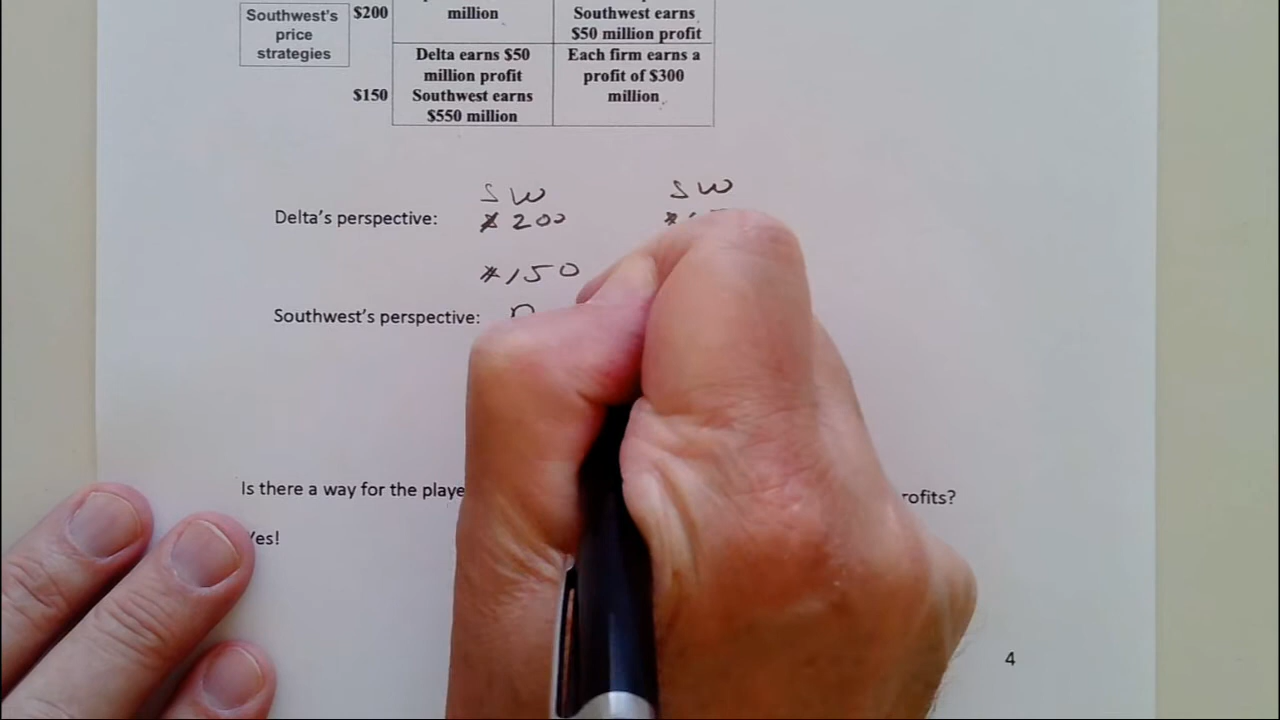 Southwest's
price
strategies
$200
million
Southwest earns
$50 million profit
$150
Delta earns $50
million profit
Southwest earns
$550 million
Each firm earns a
profit of $300
million
SW SW
Delta's perspective: $200
$150
Southwest's perspective:
Is there a way for the playe rofits?
es!
4